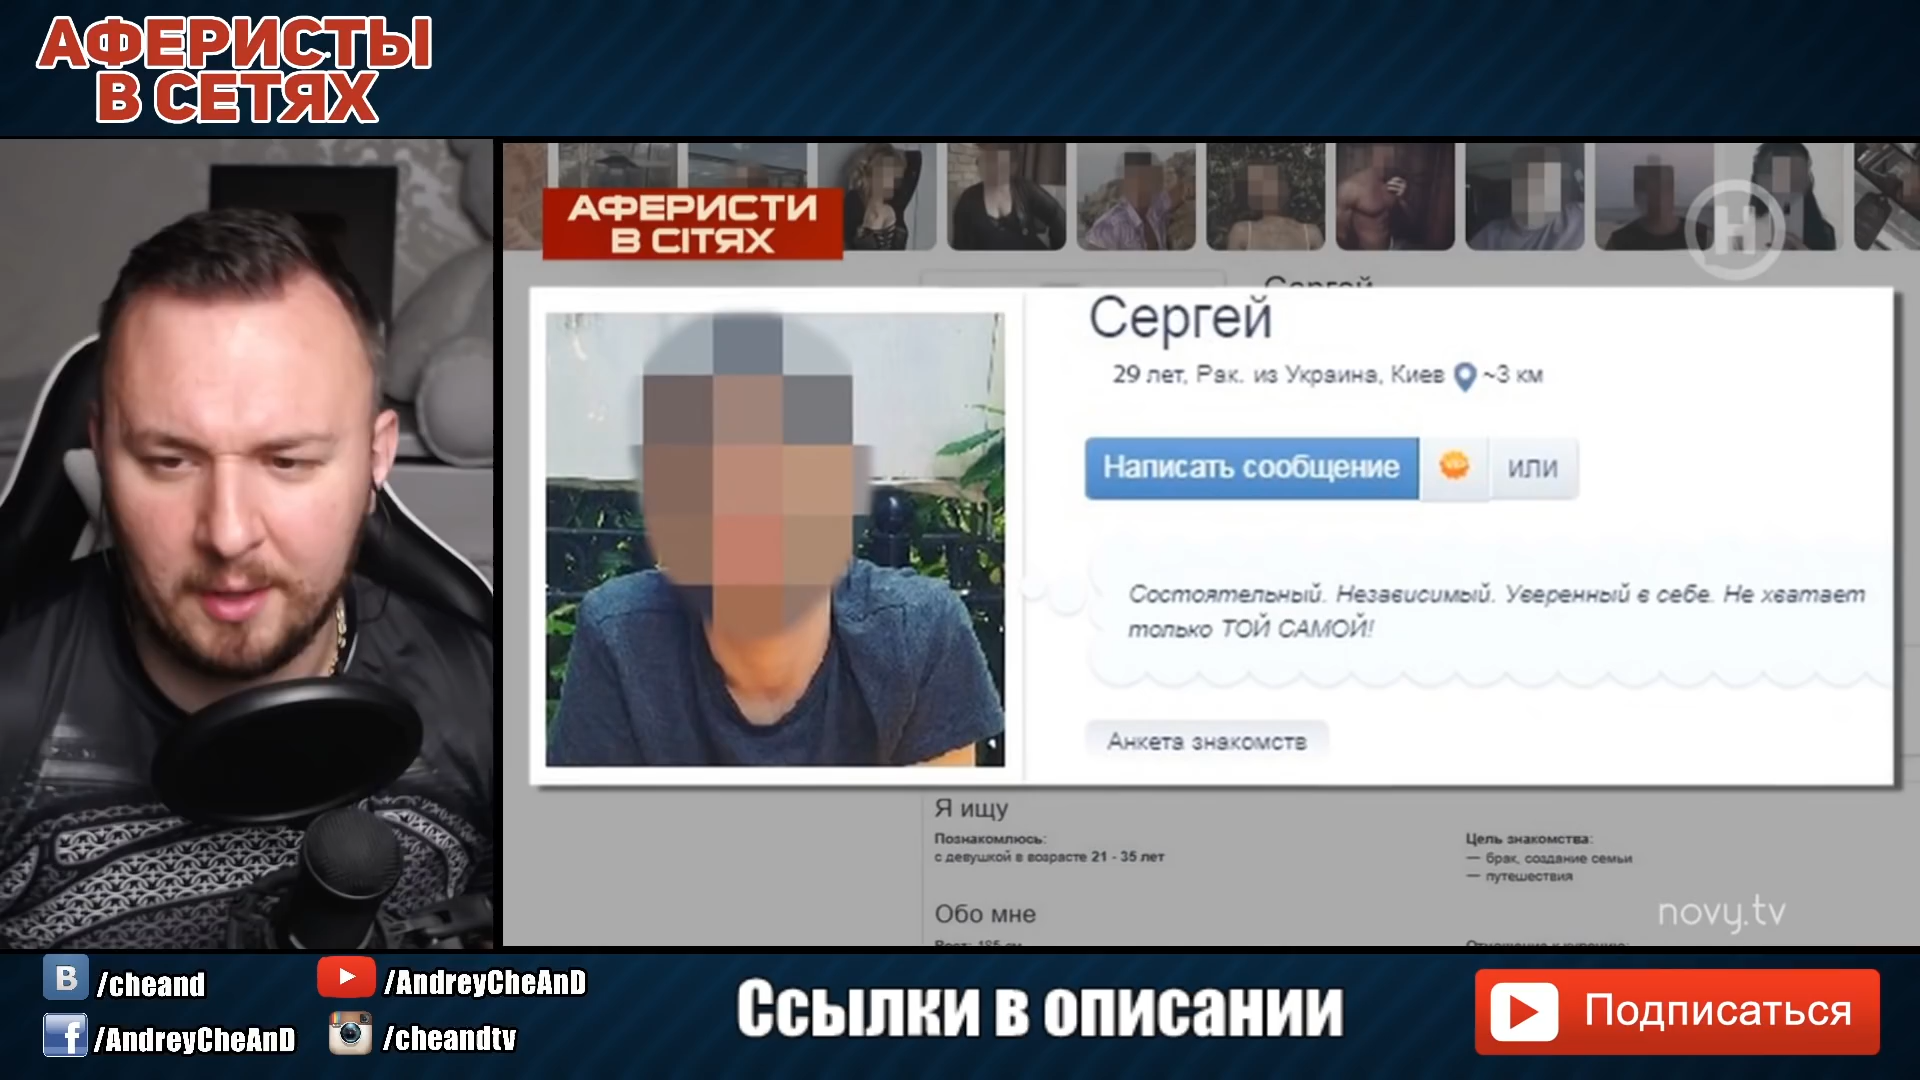 АФЕРИСТЫ
В СЕТЯХ
АФЕРИСТИ
В СІТЯХ
Н
Сергей
Сергей
29 лет, Рак. из Украина, Киев ~3 км
Написать сообщение
или
Состоятельный. Независимый. Уверенный в себе. Не хватает
только ТОЙ САМОЙ!
Анкета знакомств
Я ищу
Познакомлюсь:
с девушкой в возрасте 21 - 35 лет
Цель знакомства:
— брак, создание семьи
— путешествия
Обо мне
novy.tv
В /cheand
/AndreyCheAnD
f /AndreyCheAnD
/cheandtv
Ссылки в описании
Подписаться